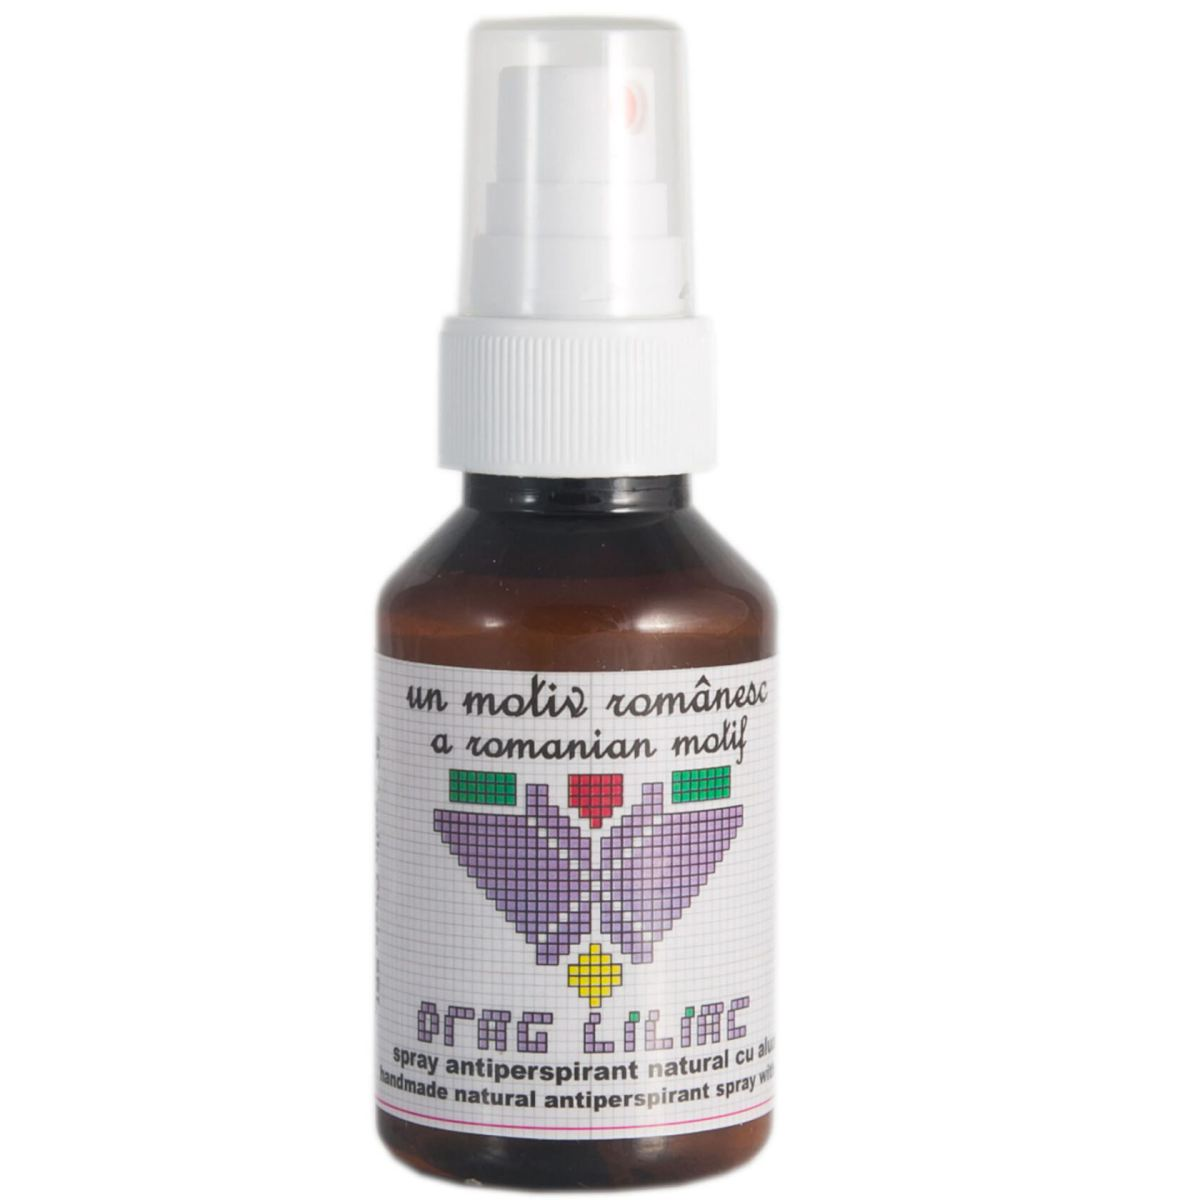 un motiv românesc
a romanian motif
DrAG LiLiAC
spray antiperspirant natural cu
handmade natural antiperspirant spray